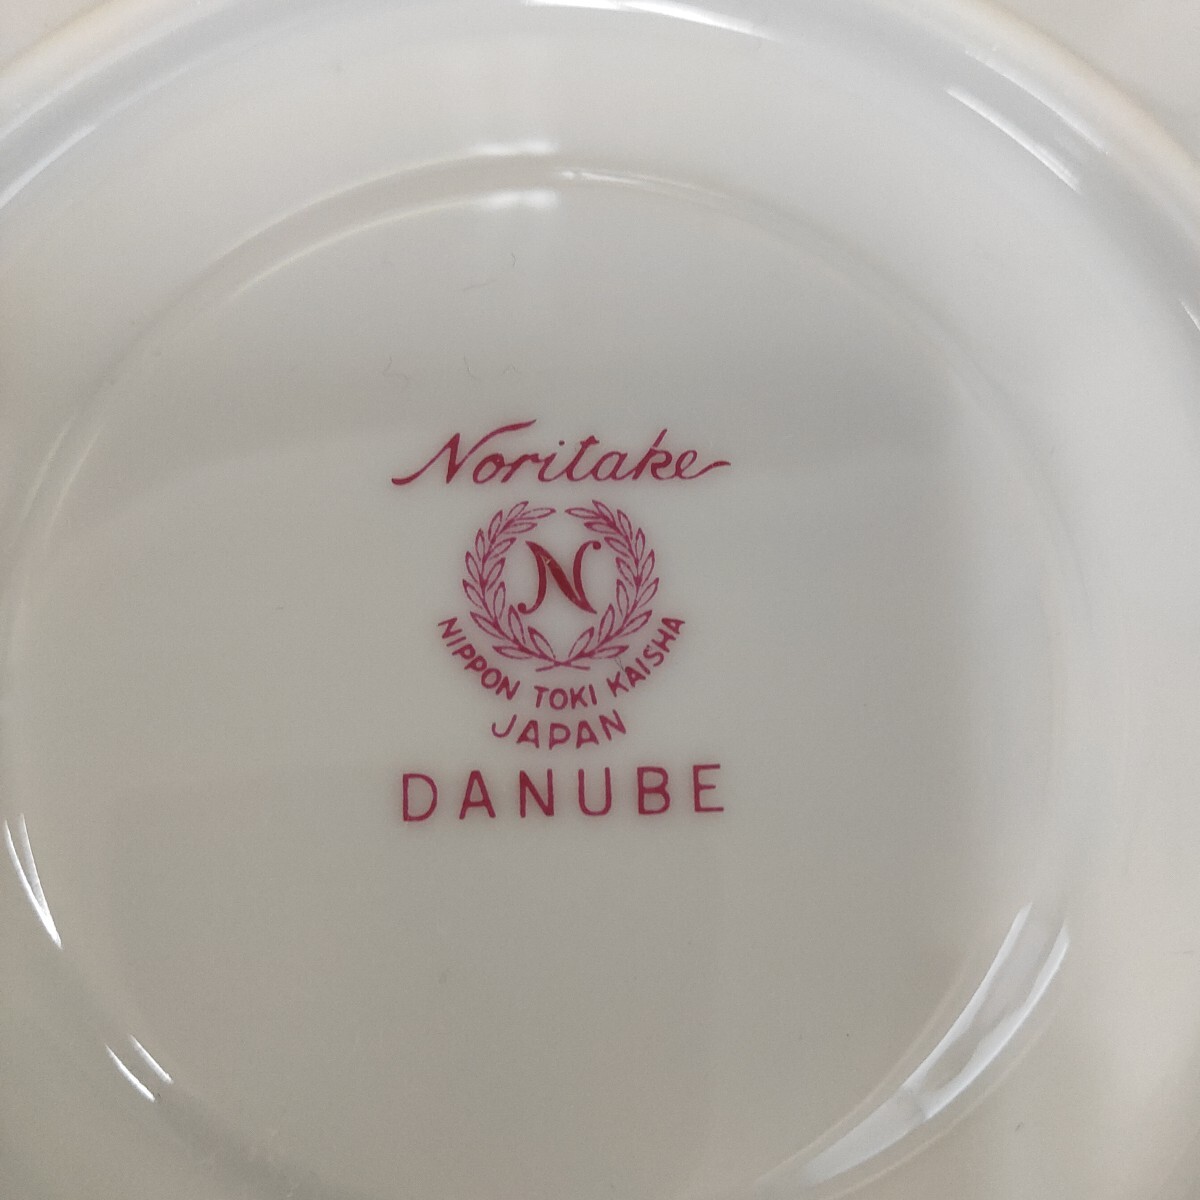 Noritake
N
NIPPON TOKI KAISHA
JAPAN
DANUBE